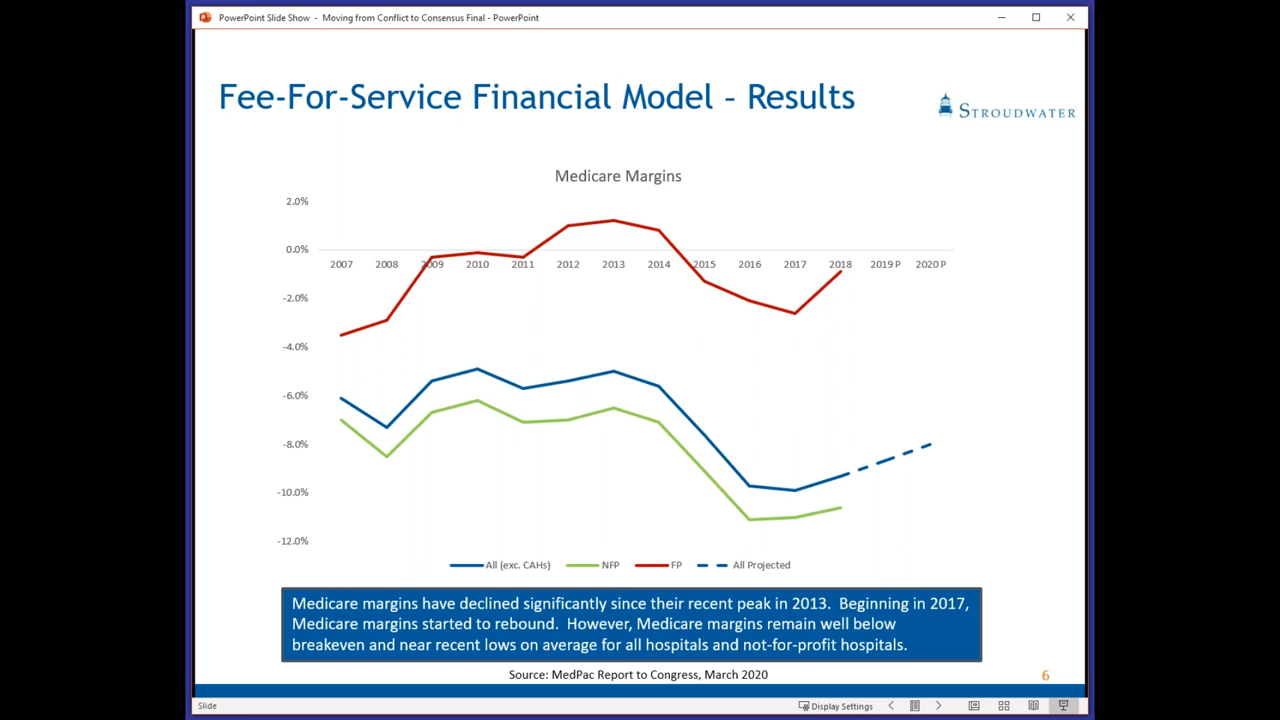 PowerPoint Slide Show - Moving from Conflict to Consensus Final - PowerPoint
Fee-For-Service Financial Model – Results
STROUDWATER
Medicare Margins
2.0%
0.0%
2007 2008 2009 2010 2011 2012 2013 2014 2015 2016 2017 2018 2019 P 2020 P
-2.0%
-4.0%
-6.0%
-8.0%
-10.0%
-12.0%
All (exc. CAHs) NFP FP All Projected
Medicare margins have declined significantly since their recent peak in 2013. Beginning in 2017,
Medicare margins started to rebound. However, Medicare margins remain well below
breakeven and near recent lows on average for all hospitals and not-for-profit hospitals.
Source: MedPac Report to Congress, March 2020
6
Slide
Display Settings